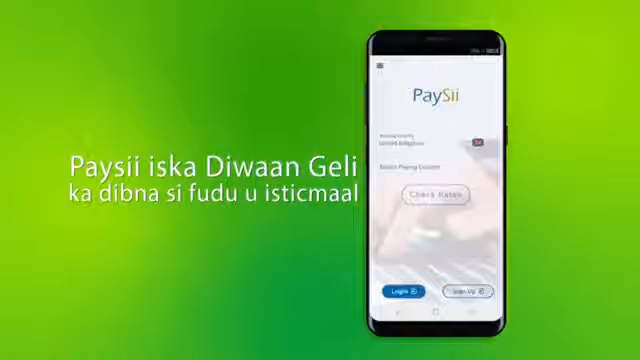 PaySii
Paysii iska Diwaan Geli
ka dibna si fudu u isticmaal
United Kingdom
Check Rates
Login
Sign Up